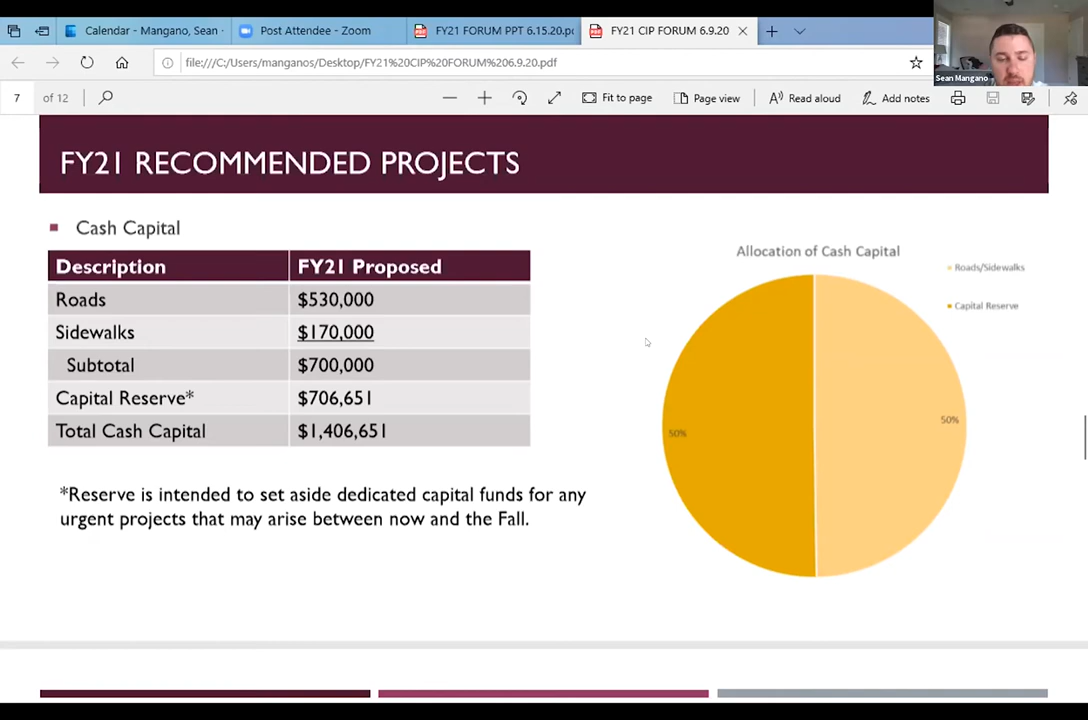 Calendar - Mangano, Sean
Post Attendee - Zoom
FY21 FORUM PPT 6.15.20.p
FY21 CIP FORUM 6.9.20
file:///C:/Users/manganos/Desktop/FY21%20CIP%20FORUM%206.9.20.pdf
Sean Mangano
7 of 12
Fit to page
Page view
Read aloud
Add notes
FY21 RECOMMENDED PROJECTS
Cash Capital
Description FY21 Proposed
Roads $530,000
Sidewalks $170,000
Subtotal $700,000
Capital Reserve* $706,651
Total Cash Capital $1,406,651
*Reserve is intended to set aside dedicated capital funds for any
urgent projects that may arise between now and the Fall.
Allocation of Cash Capital
Roads/Sidewalks
Capital Reserve
50%
50%